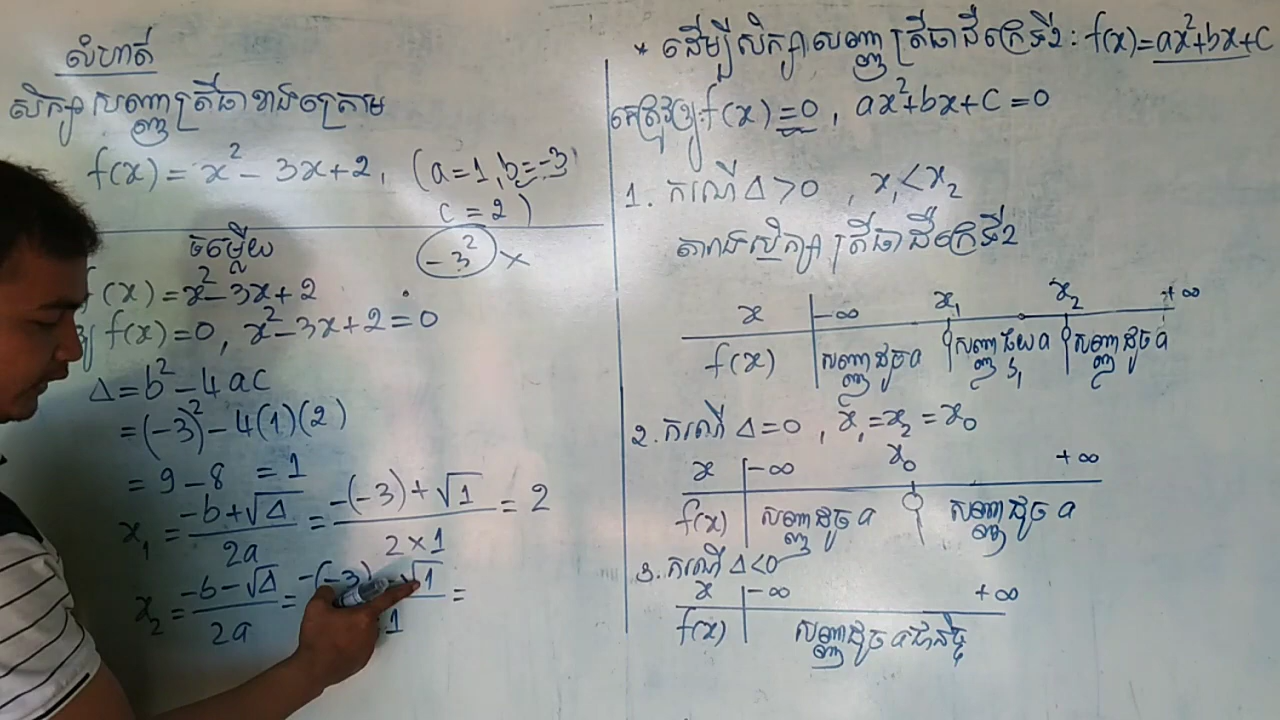 លំហាត់
សិក្សាសញ្ញាត្រីធាខាងក្រោម
f(x) = x² - 3x + 2, (a=1, b=-3
c = 2)
ចម្លើយ
-3² ×
f(x) = x² - 3x + 2
f(x)=0, x² - 3x + 2 = 0
Δ = b² - 4ac
= (-3)² - 4(1)(2)
= 9 - 8 = 1
x₁ = (-b+√Δ)/2a = (-(-3)+√1)/(2×1) = 2
x₂ = (-b-√Δ)/2a = -(-3) √1 / 1 =
* ដើម្បីសិក្សាសញ្ញាត្រីធាដឺក្រេទី២ : f(x)=ax²+bx+c
គេត្រូវឲ្យ f(x) = 0, ax²+bx+c = 0
1. ករណី Δ > 0 , x₁ < x₂
តារាងសិក្សា ត្រីធាដឺក្រេទី២
x -∞ x₁ x₂ +∞
f(x) សញ្ញាដូច a សញ្ញាផ្ទុយ a សញ្ញាដូច a
2. ករណី Δ = 0 , x₁ = x₂ = x₀
x -∞ x₀ +∞
f(x) សញ្ញាដូច a សញ្ញាដូច a
3. ករណី Δ < 0
x -∞ +∞
f(x) សញ្ញាដូច a ជានិច្ច